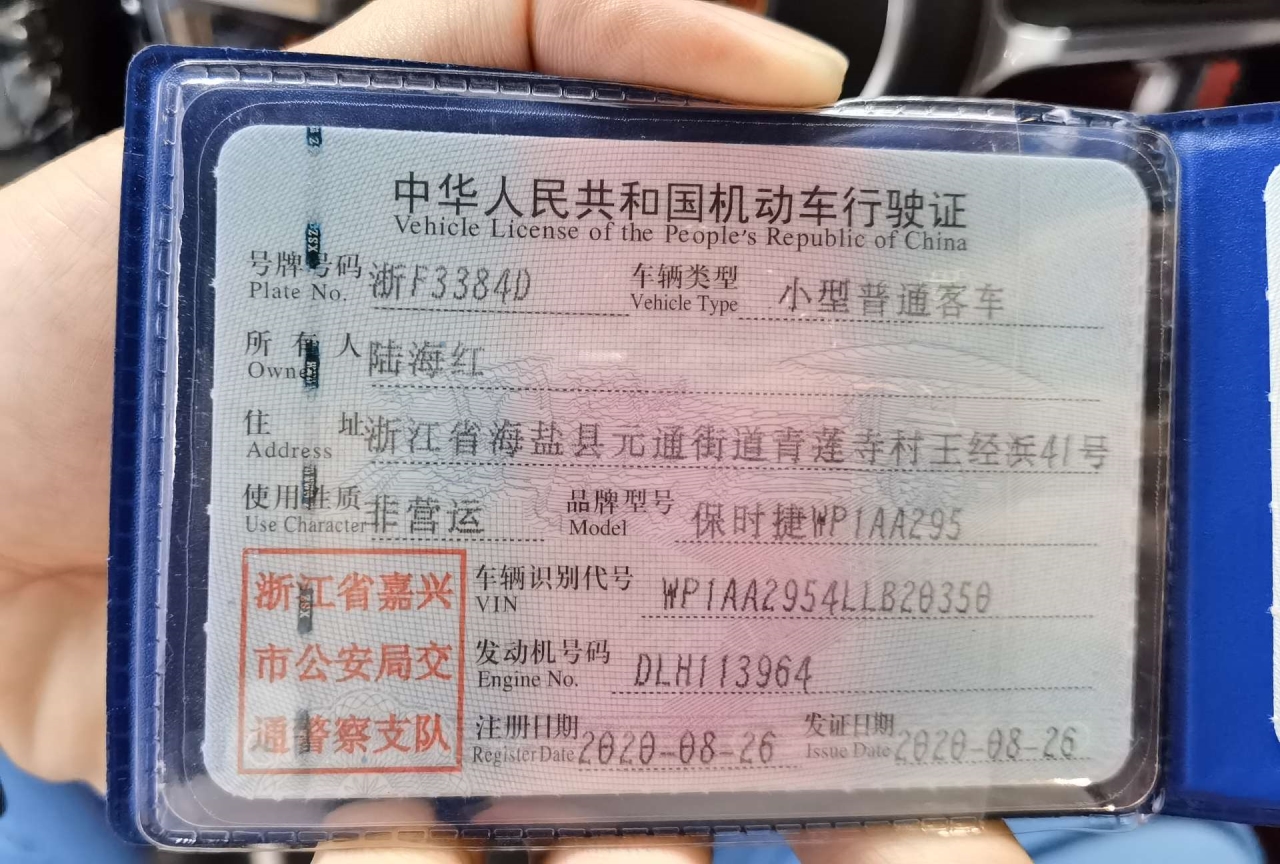 中华人民共和国机动车行驶证
Vehicle License of the People's Republic of China
号牌号码 浙F3384D 车辆类型 小型普通客车
Plate No. Vehicle Type
所有人 陆海红
Owner
住址 浙江省海盐县元通街道青莲寺村王经浜41号
Address
使用性质 非营运 品牌型号 保时捷WP1AA295
Use Character Model
浙江省嘉兴
市公安局交
通警察支队
车辆识别代号 WP1AA2954LLB20350
VIN
发动机号码 DLH113964
Engine No.
注册日期 2020-08-26 发证日期 2020-08-26
Register Date Issue Date